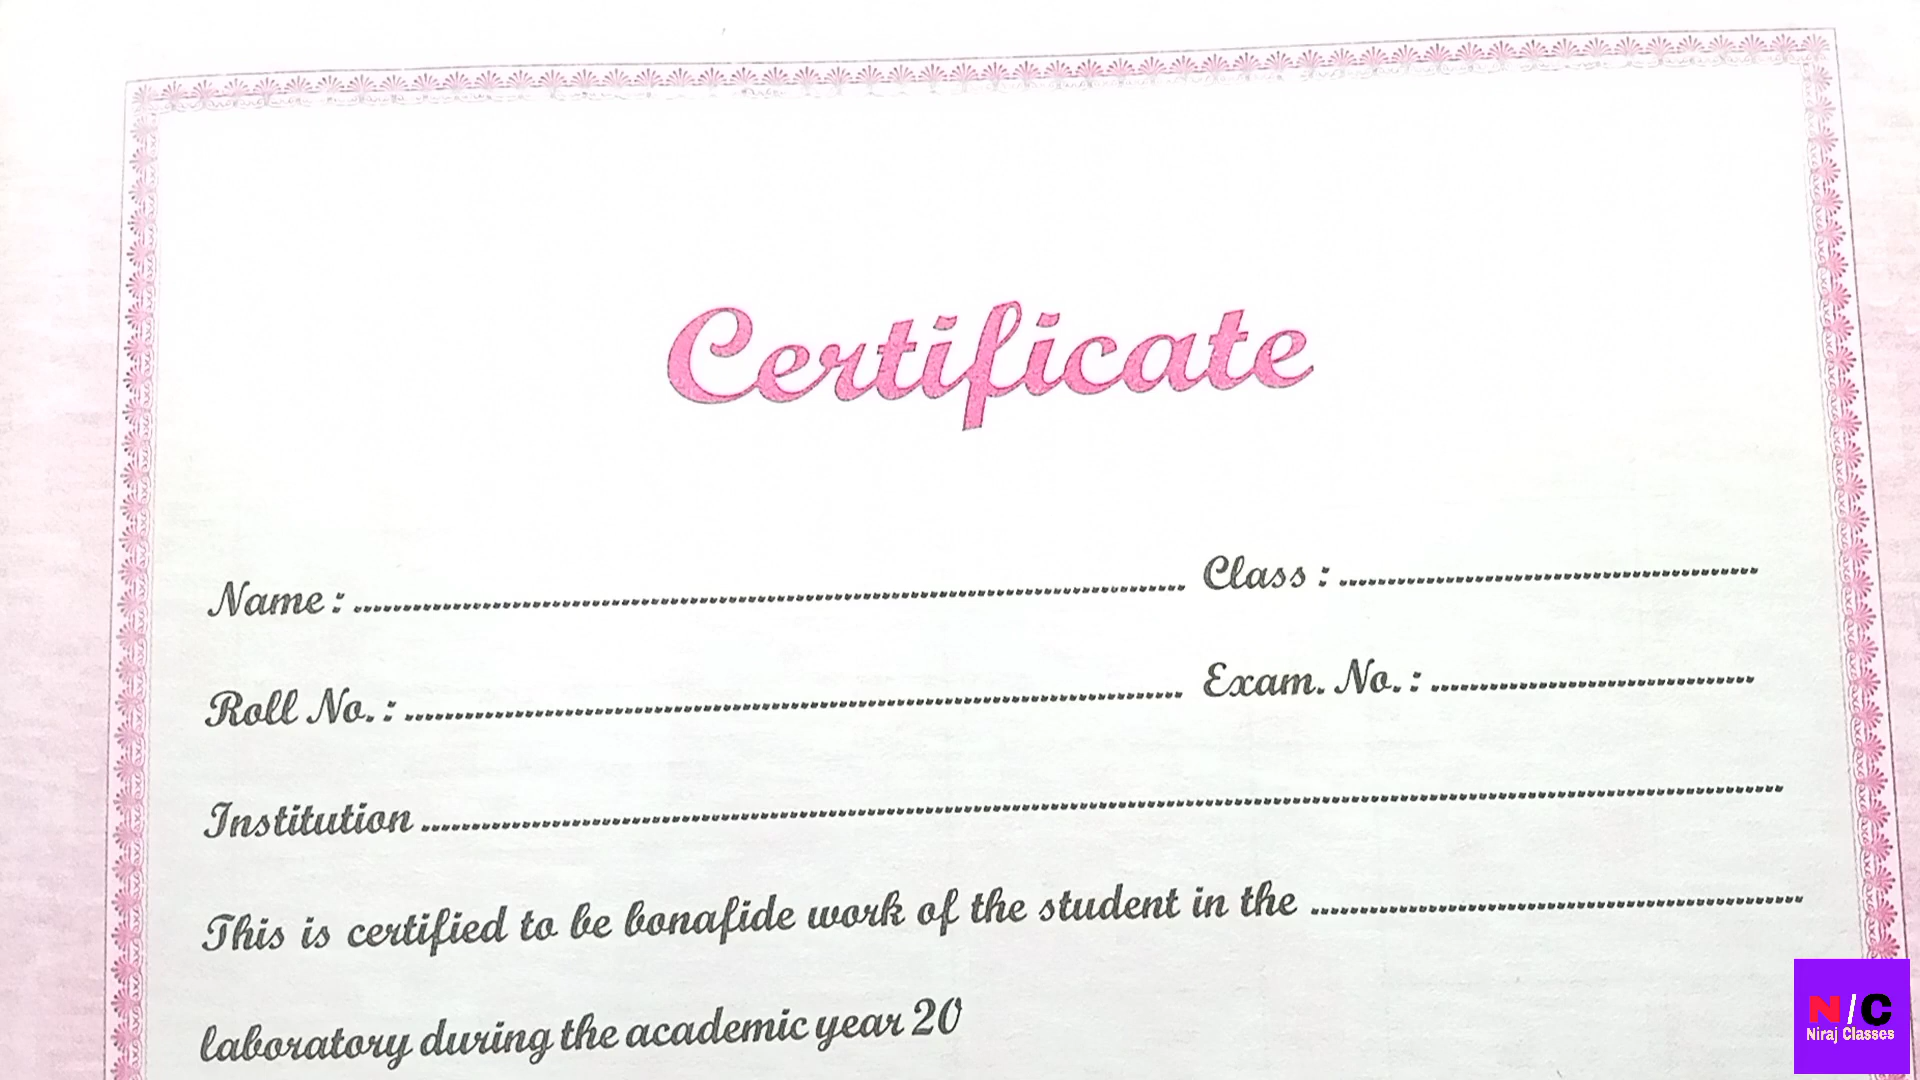 Certificate
Name : ........................................ Class : ....................
Roll No. : ........................................ Exam. No. : ....................
Institution ............................................................
This is certified to be bonafide work of the student in the ....................
laboratory during the academic year 20
N/C
Niraj Classes